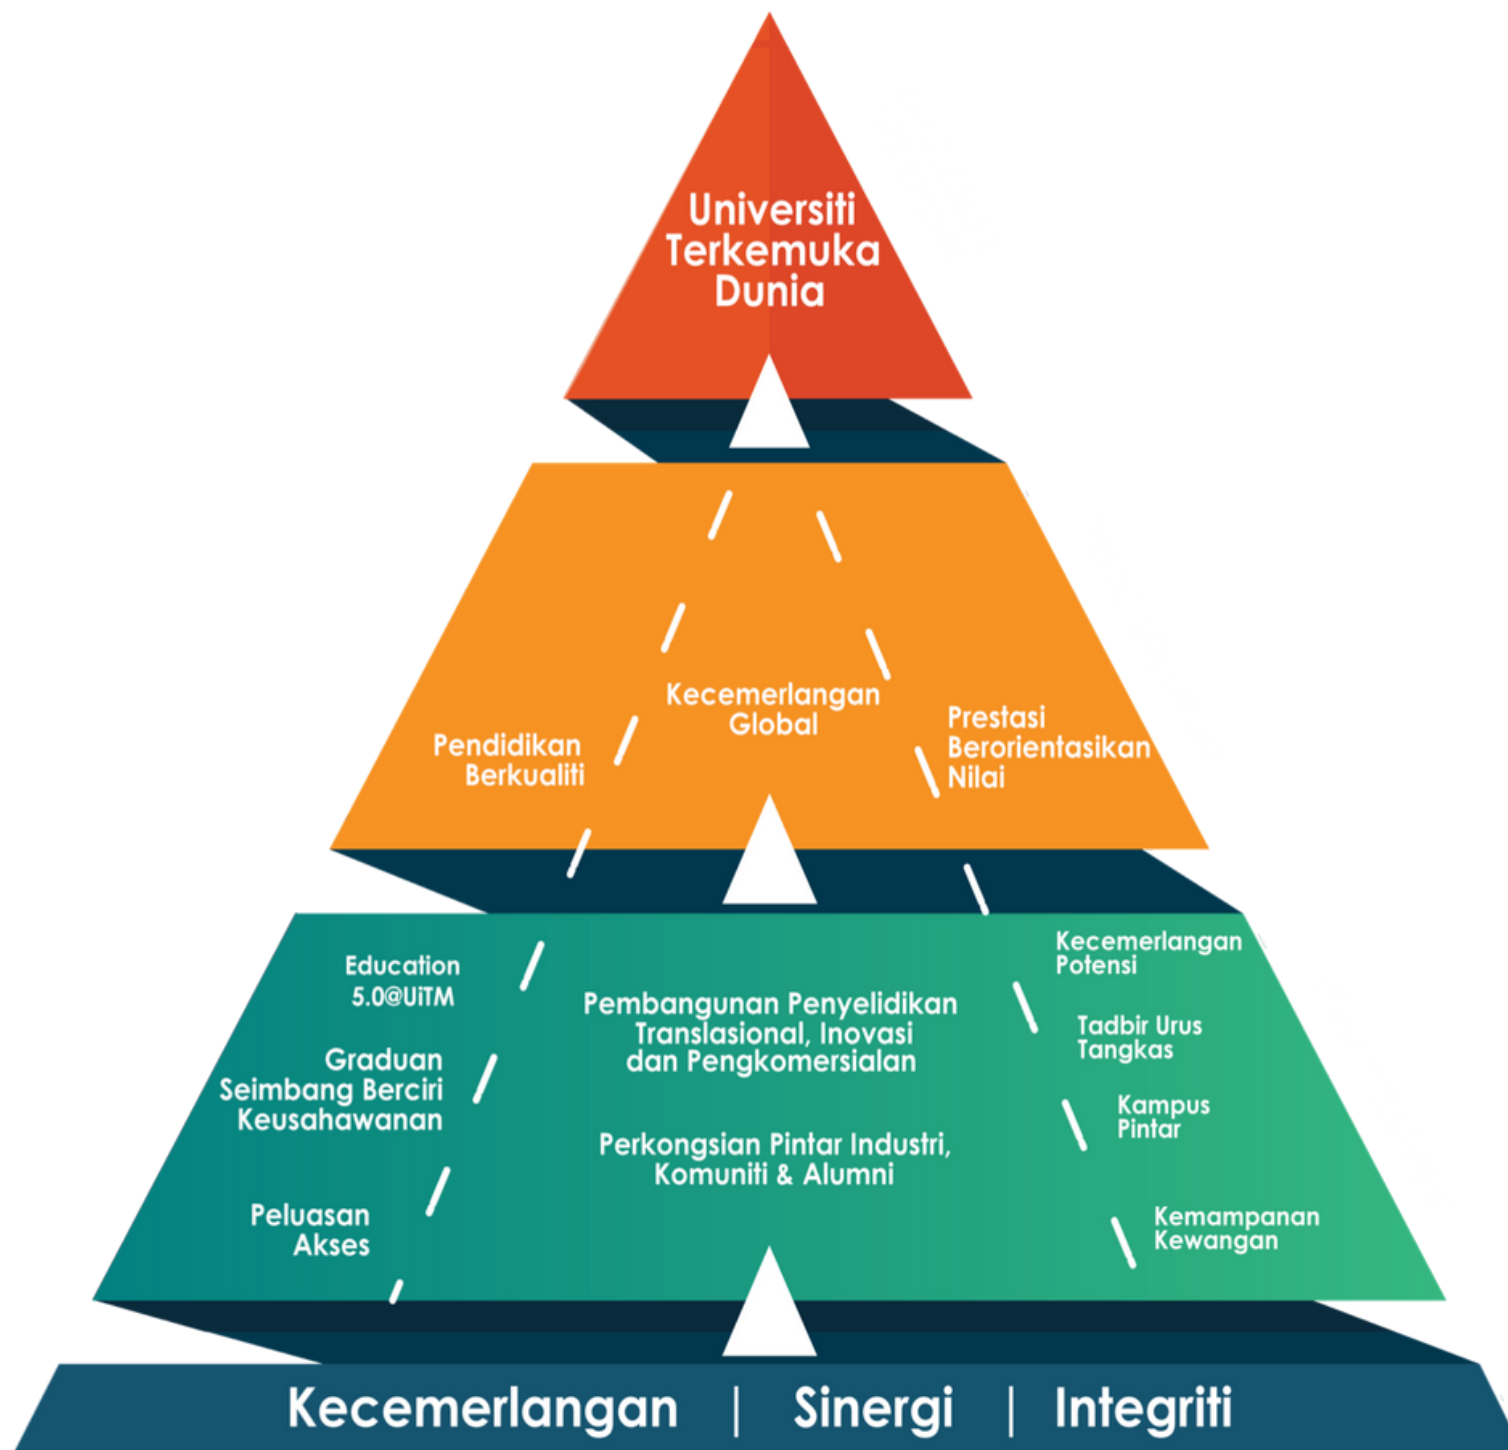 Universiti
Terkemuka
Dunia
Pendidikan
Berkualiti
Kecemerlangan
Global
Prestasi
Berorientasikan
Nilai
Education
5.0@UiTM
Graduan
Seimbang Berciri
Keusahawanan
Peluasan
Akses
Pembangunan Penyelidikan
Translasional, Inovasi
dan Pengkomersialan
Perkongsian Pintar Industri,
Komuniti & Alumni
Kecemerlangan
Potensi
Tadbir Urus
Tangkas
Kampus
Pintar
Kemampanan
Kewangan
Kecemerlangan | Sinergi | Integriti